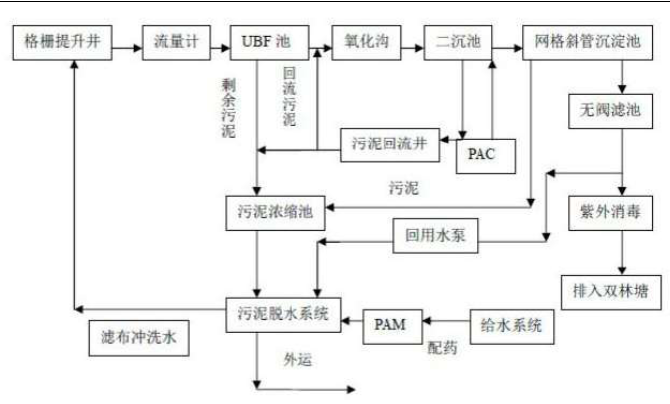 格栅提升井
流量计
UBF 池
氧化沟
二沉池
网格斜管沉淀池
剩余污泥
回流污泥
无阀滤池
污泥回流井
PAC
污泥
污泥浓缩池
回用水泵
紫外消毒
排入双林塘
污泥脱水系统
PAM
给水系统
滤布冲洗水
配药
外运